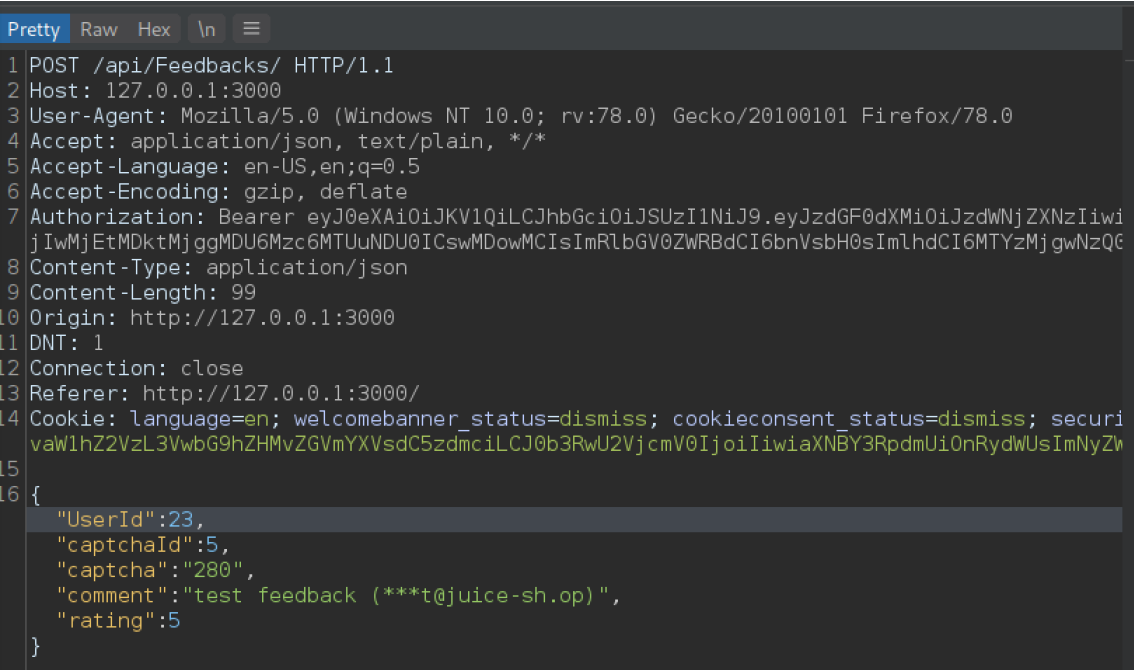 Pretty Raw Hex \n ≡
1 POST /api/Feedbacks/ HTTP/1.1
2 Host: 127.0.0.1:3000
3 User-Agent: Mozilla/5.0 (Windows NT 10.0; rv:78.0) Gecko/20100101 Firefox/78.0
4 Accept: application/json, text/plain, */*
5 Accept-Language: en-US,en;q=0.5
6 Accept-Encoding: gzip, deflate
7 Authorization: Bearer eyJ0eXAiOiJKV1QiLCJhbGciOiJSUzI1NiJ9.eyJzdGF0dXMiOiJzdWNjZXNzIiwi
jIwMjEtMDktMjggMDU6Mzc6MTUuNDU0ICswMDowMCIsImRlbGV0ZWRBdCI6bnVsbH0sImlhdCI6MTYzMjgwNzQ0
8 Content-Type: application/json
9 Content-Length: 99
10 Origin: http://127.0.0.1:3000
11 DNT: 1
12 Connection: close
13 Referer: http://127.0.0.1:3000/
14 Cookie: language=en; welcomebanner_status=dismiss; cookieconsent_status=dismiss; securi
vaW1hZ2VzL3VwbG9hZHMvZGVmYXVsdC5zdmciLCJ0b3RwU2VjcmV0IjoiIiwiaXNBY3RpdmUiOnRydWUsImNyZW
15
16 {
"UserId":23,
"captchaId":5,
"captcha":"280",
"comment":"test feedback (***t@juice-sh.op)",
"rating":5
}